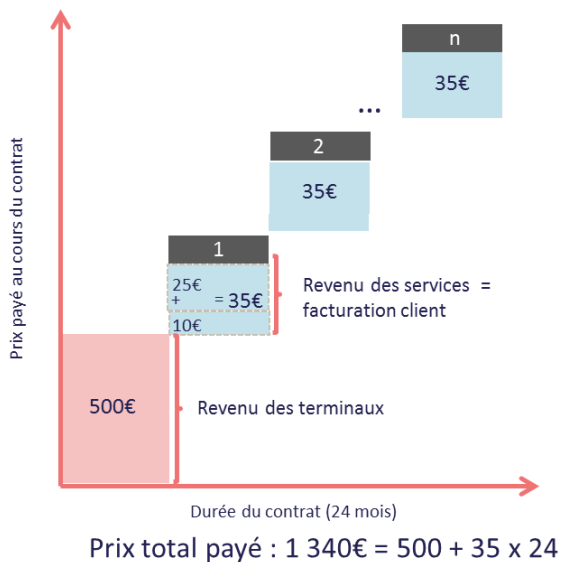 n
35€
...
2
35€
1
25€
+ = 35€
10€
Revenu des services =
facturation client
500€
Revenu des terminaux
Prix payé au cours du contrat
Durée du contrat (24 mois)
Prix total payé : 1 340€ = 500 + 35 x 24